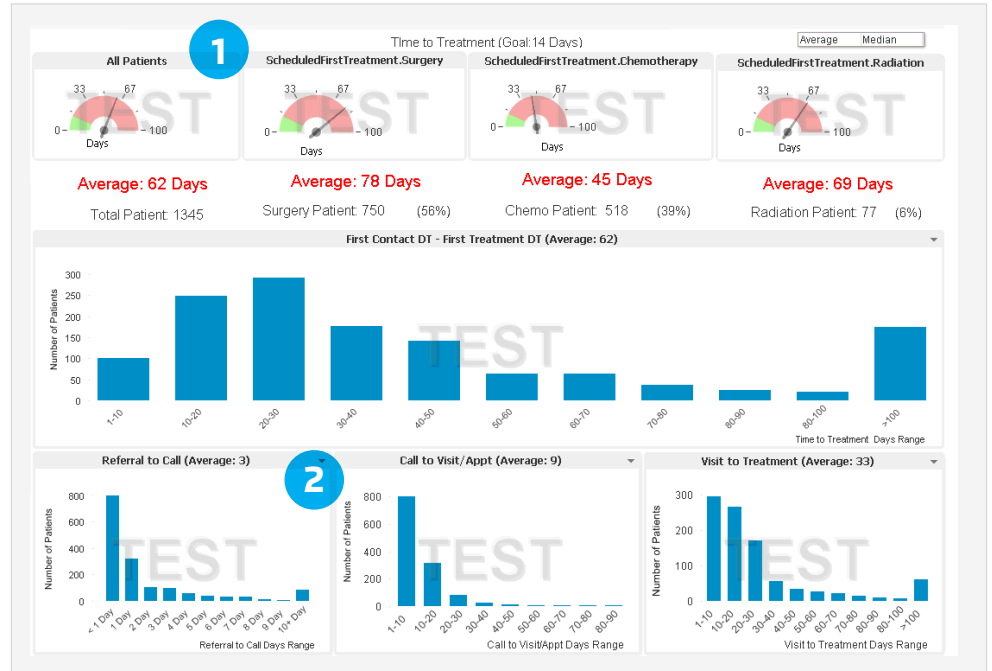 1
Time to Treatment (Goal:14 Days)
Average Median
All Patients
ScheduledFirstTreatment.Surgery
ScheduledFirstTreatment.Chemotherapy
ScheduledFirstTreatment.Radiation
33 67
0 100
TEST
Days
33 67
0 100
TEST
Days
33 67
0 100
TEST
Days
33 67
0 100
TEST
Days
Average: 62 Days
Average: 78 Days
Average: 45 Days
Average: 69 Days
Total Patient: 1345
Surgery Patient: 750 (56%)
Chemo Patient: 518 (39%)
Radiation Patient: 77 (6%)
First Contact DT - First Treatment DT (Average: 62)
Number of Patients
300
250
200
150
100
50
0
TEST
1-10 10-20 20-30 30-40 40-50 50-60 60-70 70-80 80-90 80-100 >100
Time to Treatment Days Range
Referral to Call (Average: 3)
2
Number of Patients
800
600
400
200
0
TEST
< 1 Day 1 Day 2 Day 3 Day 4 Day 5 Day 6 Day 7 Day 8 Day 9 Day 10+ Day
Referral to Call Days Range
Call to Visit/Appt (Average: 9)
Number of Patients
800
600
400
200
0
TEST
1-10 10-20 20-30 30-40 40-50 50-60 60-70 70-80 80-90
Call to Visit/Appt Days Range
Visit to Treatment (Average: 33)
Number of Patients
300
200
100
0
TEST
1-10 10-20 20-30 30-40 40-50 50-60 60-70 70-80 80-90 80-100 >100
Visit to Treatment Days Range